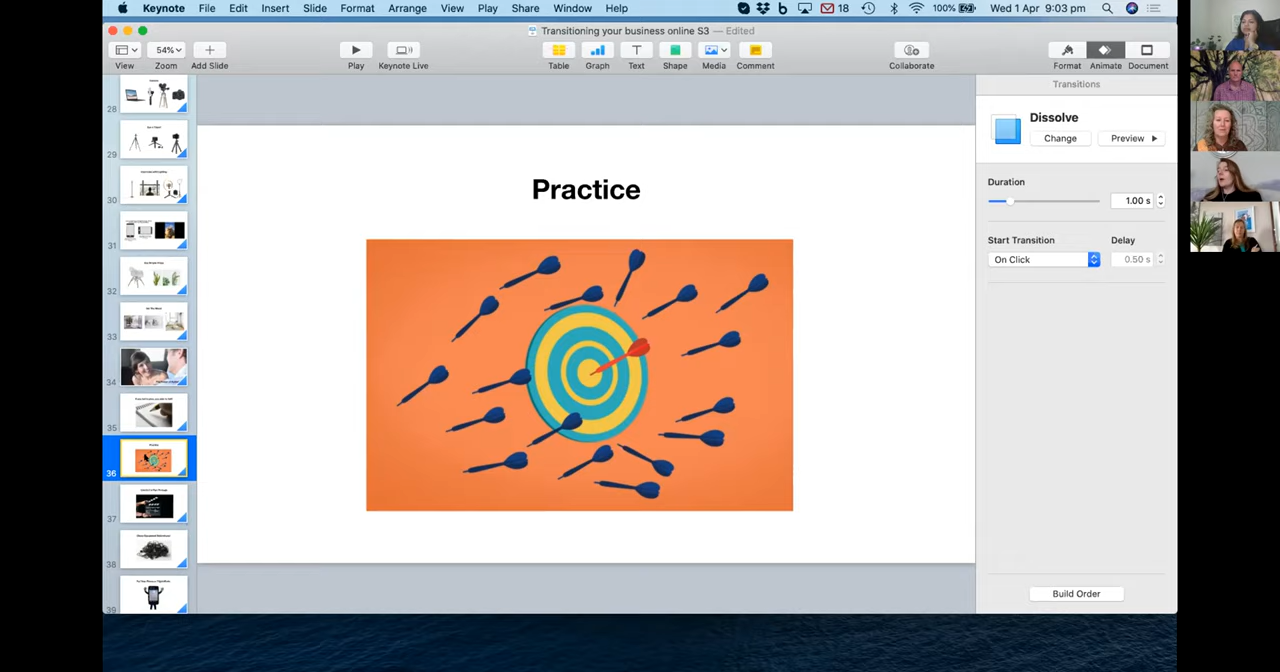 Keynote File Edit Insert Slide Format Arrange View Play Share Window Help 18 100% Wed 1 Apr 9:03 pm
Transitioning your business online S3 — Edited
54%
View Zoom Add Slide Play Keynote Live Table Graph Text Shape Media Comment Collaborate Format Animate Document
Transitions
Dissolve
Change Preview
Duration
1.00 s
Start Transition Delay
On Click 0.50 s
Build Order
28
29
30
31
32
33
34
35
Practice
36
37
38
39
Practice